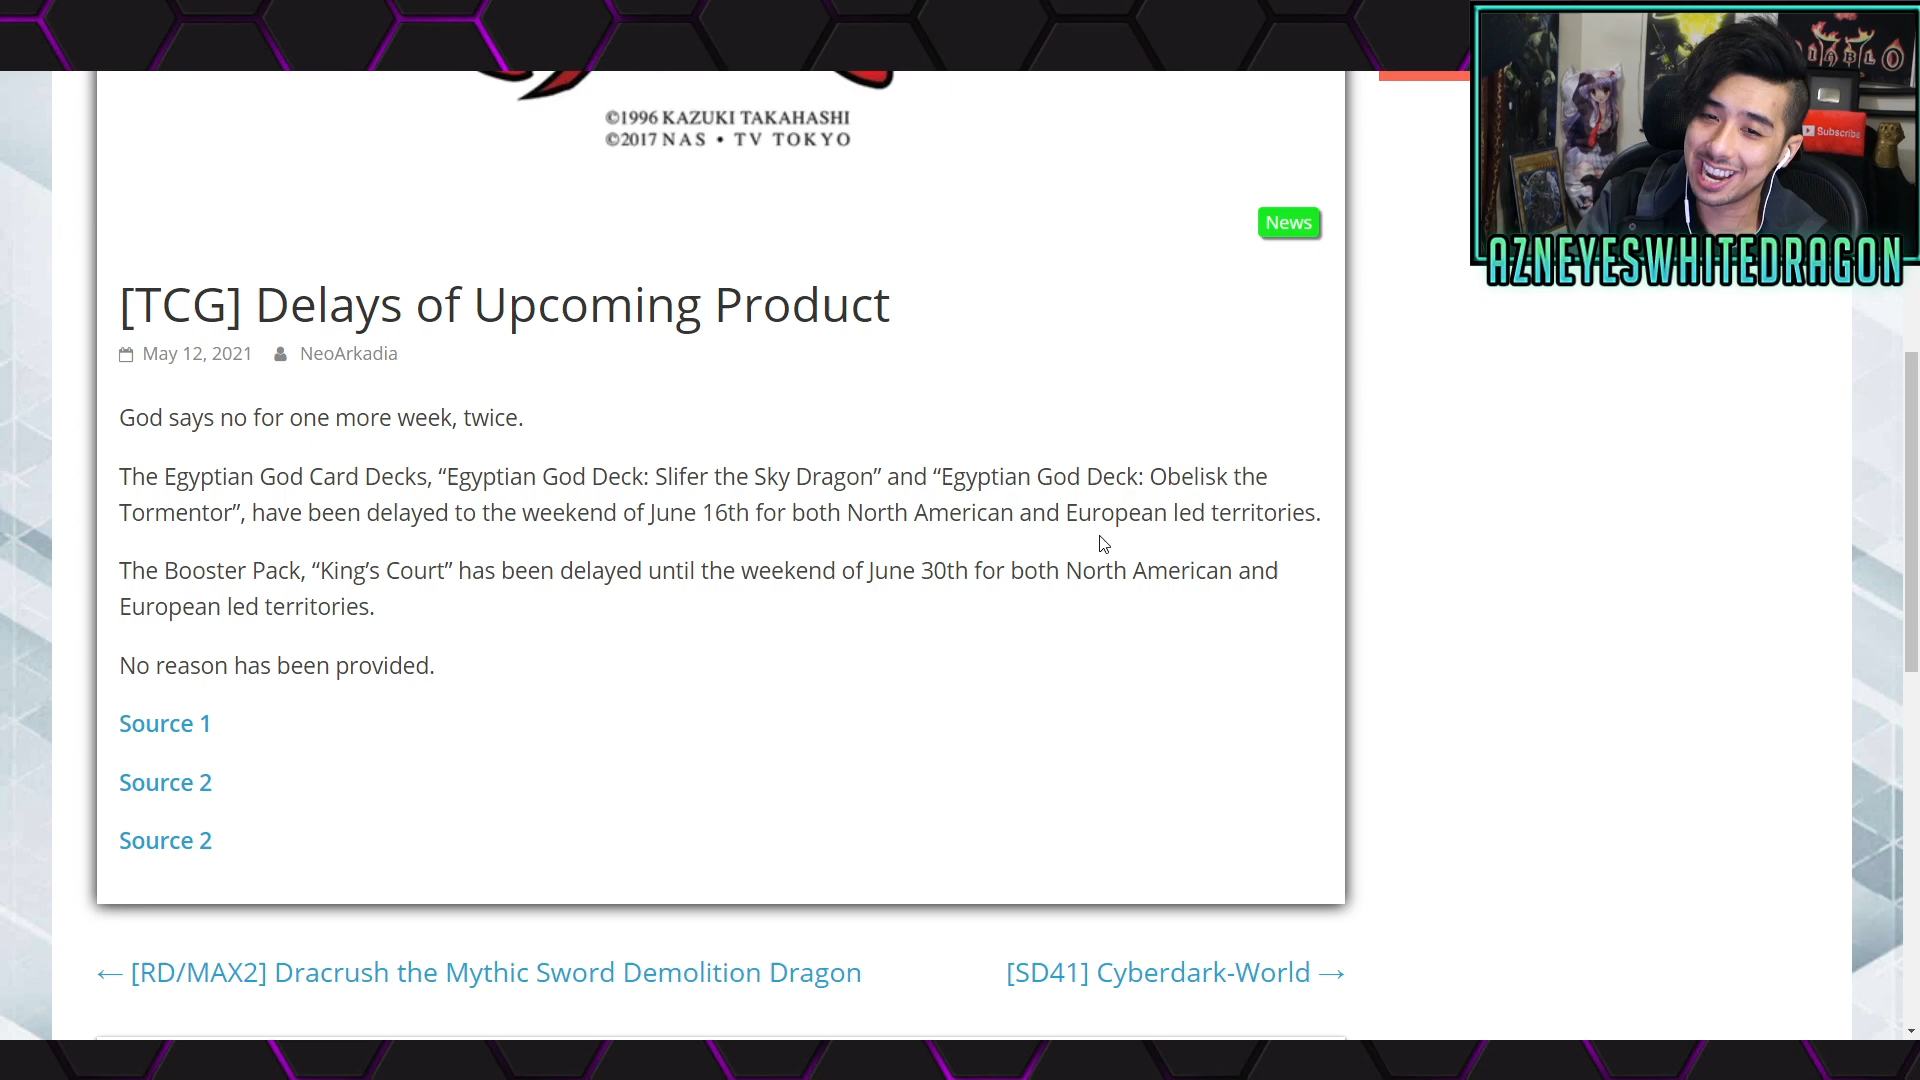 ©1996 KAZUKI TAKAHASHI
©2017 NAS • TV TOKYO
DIABLO
Subscribe
AZNEYESWHITEDRAGON
News
[TCG] Delays of Upcoming Product
May 12, 2021 NeoArkadia
God says no for one more week, twice.
The Egyptian God Card Decks, “Egyptian God Deck: Slifer the Sky Dragon” and “Egyptian God Deck: Obelisk the
Tormentor”, have been delayed to the weekend of June 16th for both North American and European led territories.
The Booster Pack, “King’s Court” has been delayed until the weekend of June 30th for both North American and
European led territories.
No reason has been provided.
Source 1
Source 2
Source 2
← [RD/MAX2] Dracrush the Mythic Sword Demolition Dragon
[SD41] Cyberdark-World →